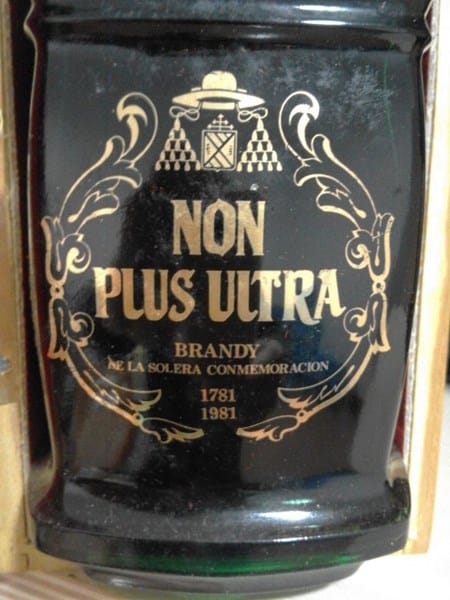 NON
PLUS ULTRA
BRANDY
DE LA SOLERA CONMEMORACION
1781
1981